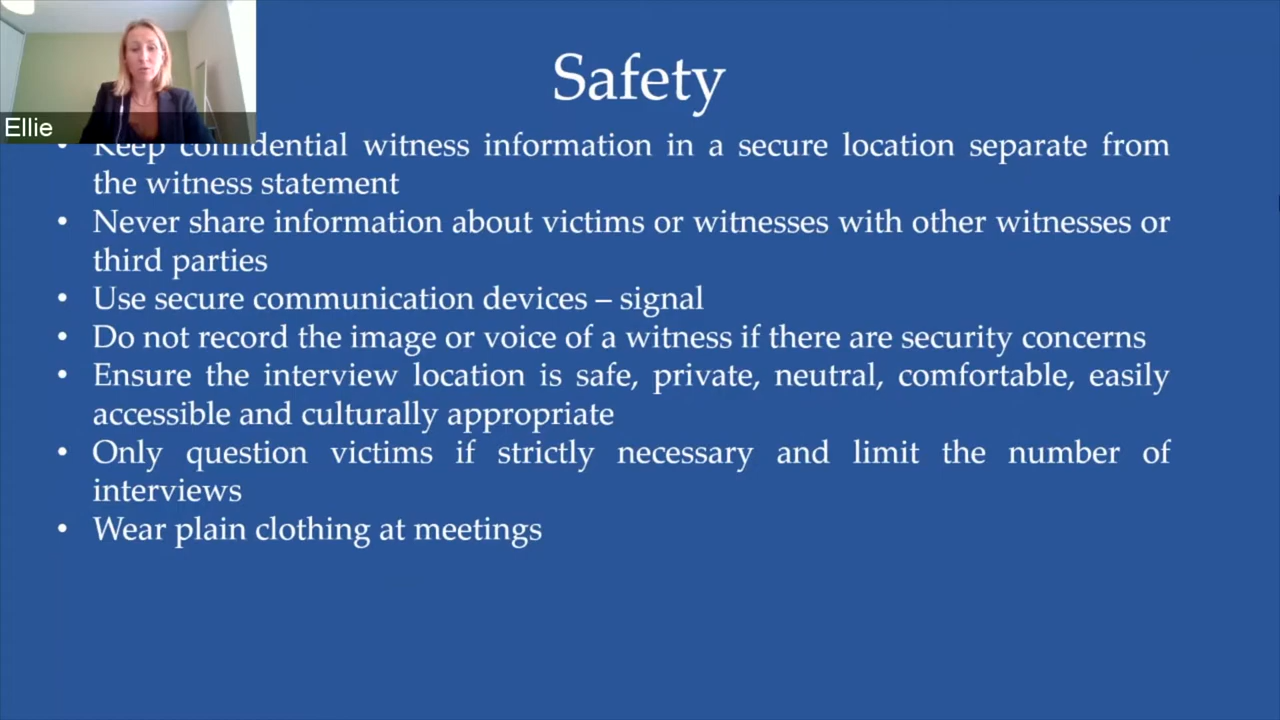 Safety
Ellie
• Keep confidential witness information in a secure location separate from
the witness statement
• Never share information about victims or witnesses with other witnesses or
third parties
• Use secure communication devices – signal
• Do not record the image or voice of a witness if there are security concerns
• Ensure the interview location is safe, private, neutral, comfortable, easily
accessible and culturally appropriate
• Only question victims if strictly necessary and limit the number of
interviews
• Wear plain clothing at meetings